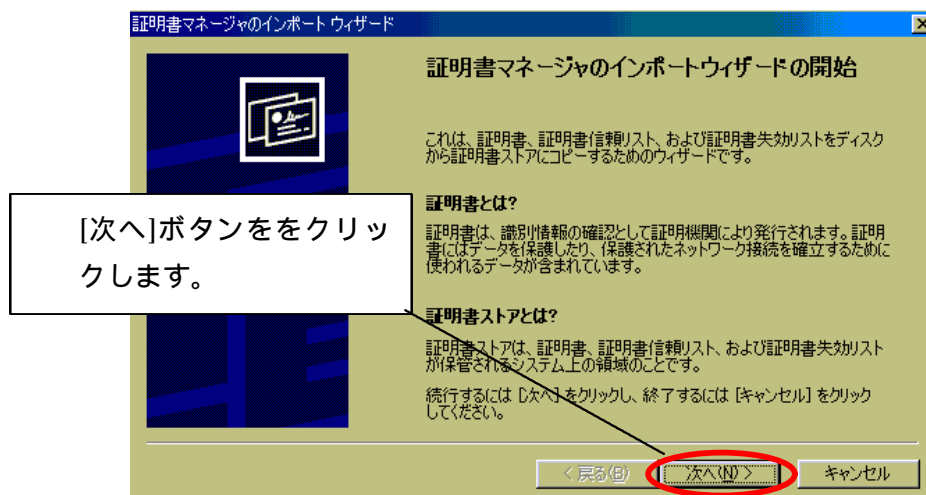 証明書マネージャのインポート ウィザード
証明書マネージャのインポートウィザードの開始
これは、証明書、証明書信頼リスト、および証明書失効リストをディスク
から証明書ストアにコピーするためのウィザードです。
[次へ]ボタンををクリッ
クします。
証明書とは?
証明書は、識別情報の確認として証明機関により発行されます。証明
書にはデータを保護したり、保護されたネットワーク接続を確立するために
使われるデータが含まれています。
証明書ストアとは?
証明書ストアは、証明書、証明書信頼リスト、および証明書失効リスト
が保管されるシステム上の領域のことです。
続行するには [次へ] をクリックし、終了するには [キャンセル] をクリック
してください。
< 戻る(B) 次へ(N) > キャンセル